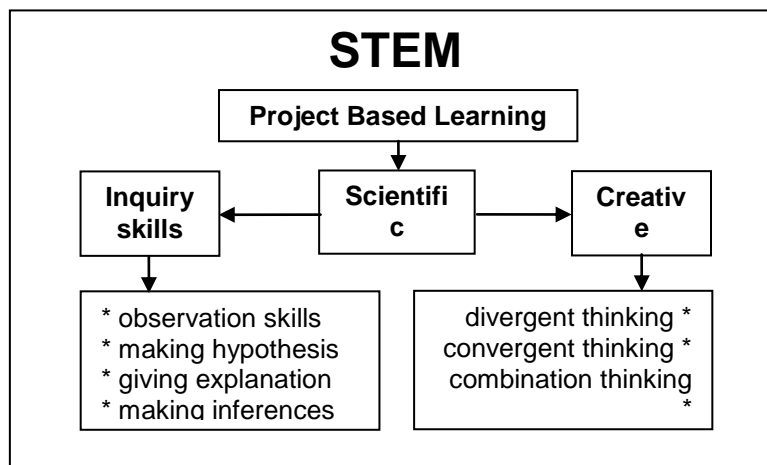 STEM
Project Based Learning
Inquiry
skills
Scientifi
c
Creativ
e
* observation skills
* making hypothesis
* giving explanation
* making inferences
divergent thinking *
convergent thinking *
combination thinking
*